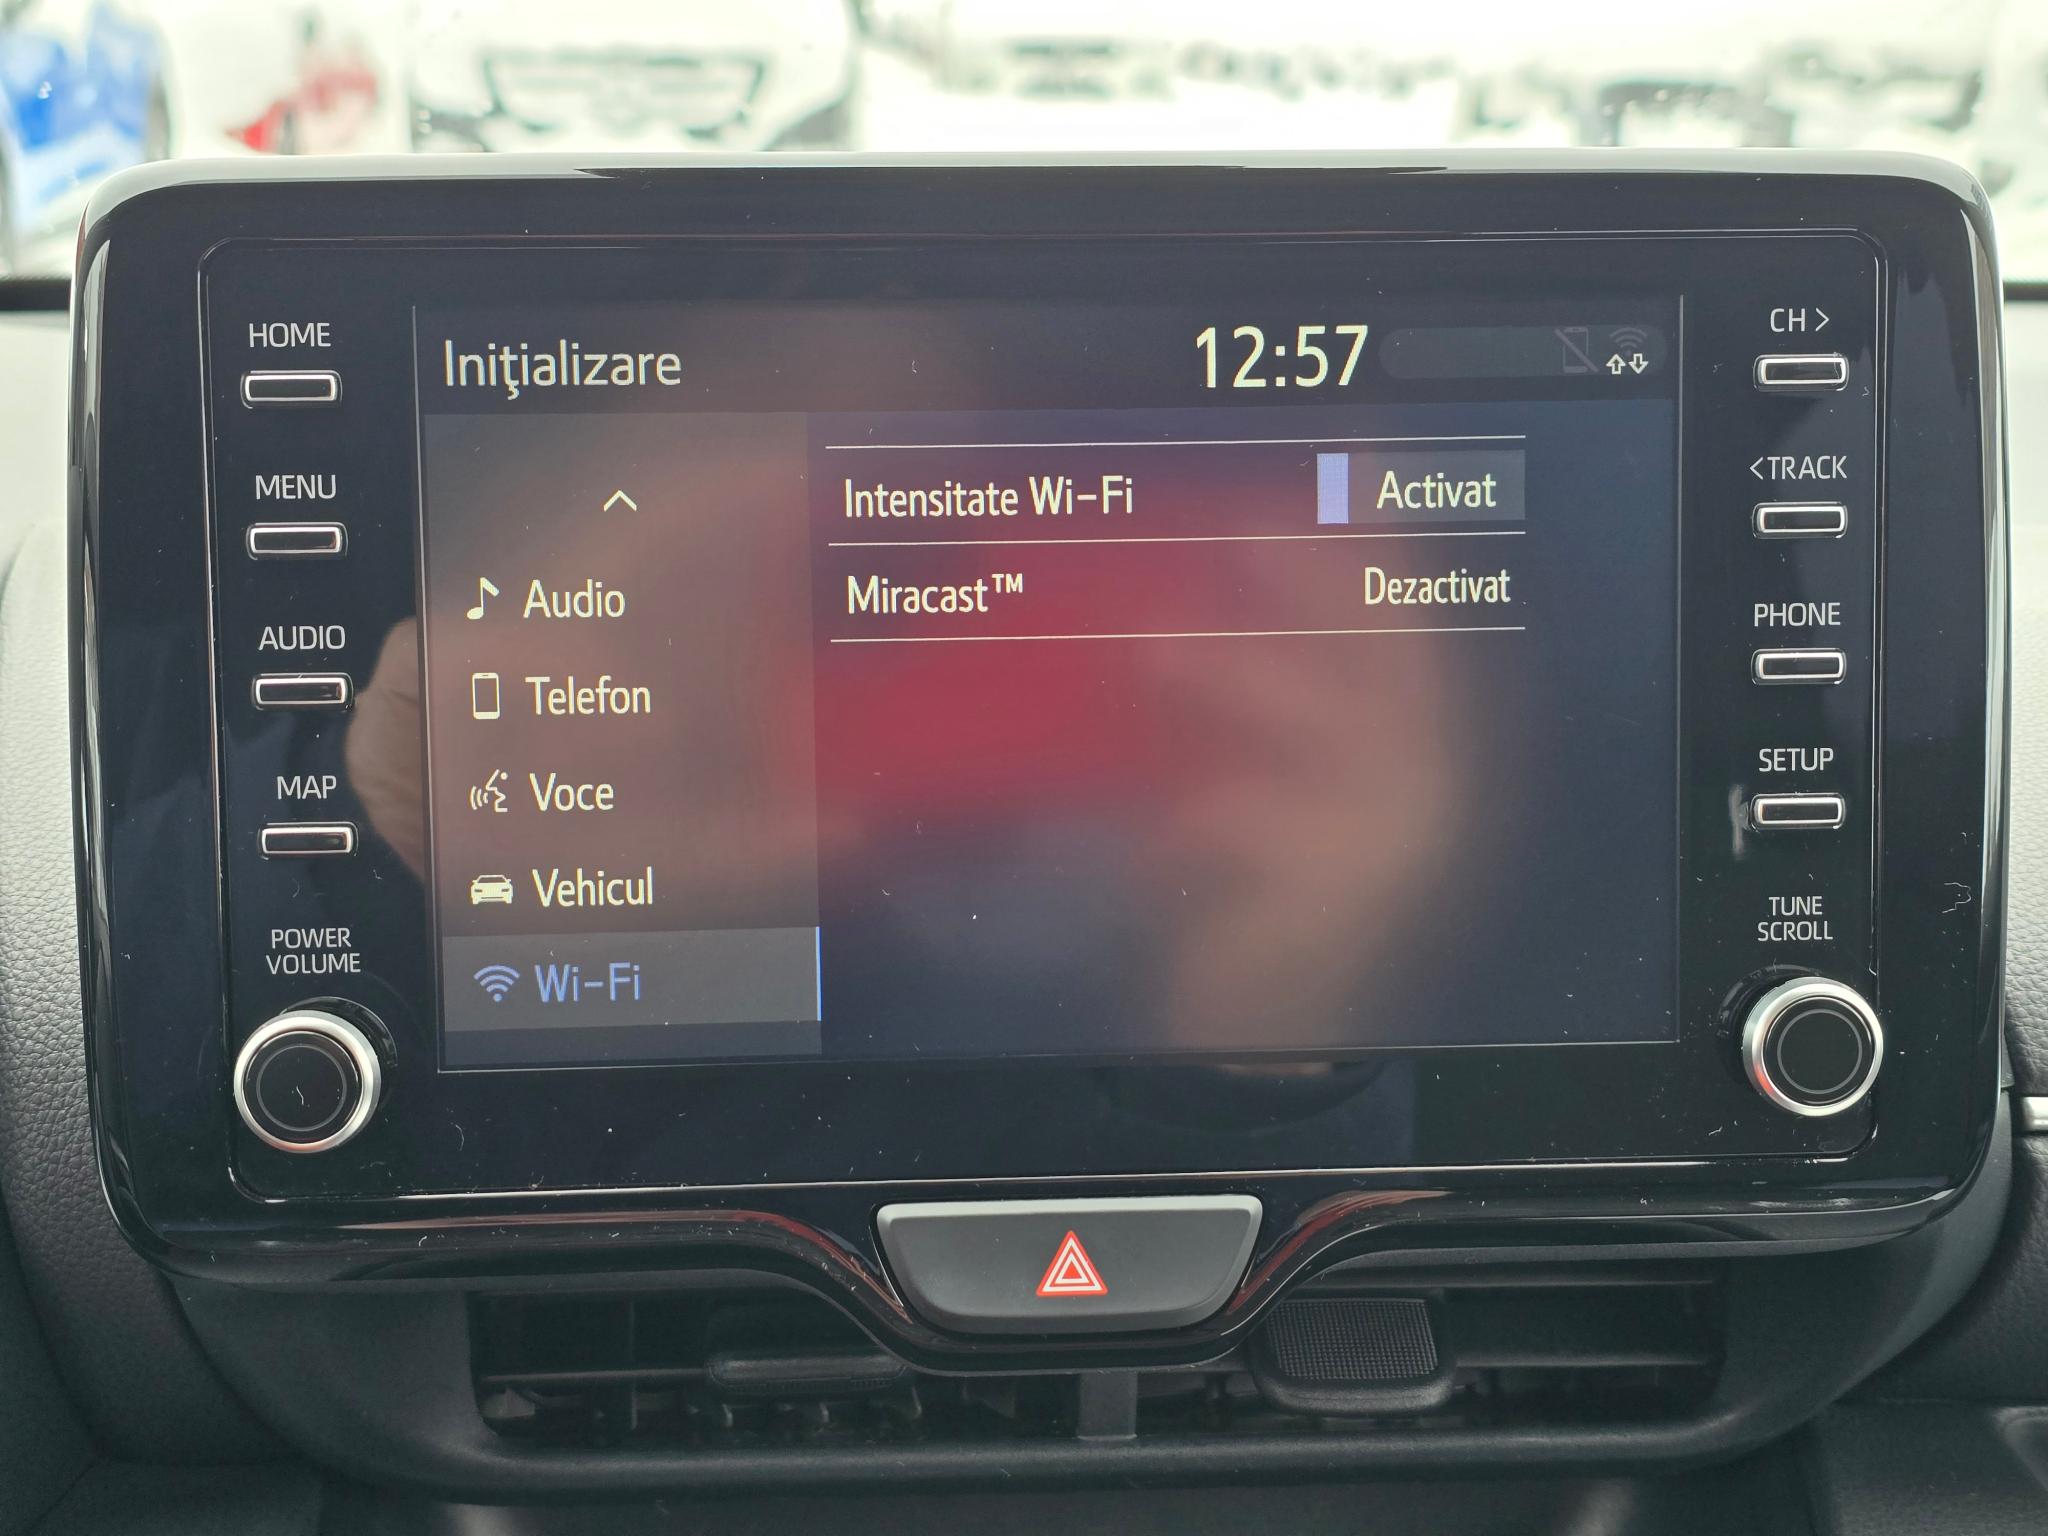 HOME
MENU
AUDIO
MAP
POWER
VOLUME
Iniţializare
12:57
Audio
Telefon
Voce
Vehicul
Wi-Fi
Intensitate Wi-Fi Activat
Miracast™ Dezactivat
CH >
<TRACK
PHONE
SETUP
TUNE
SCROLL